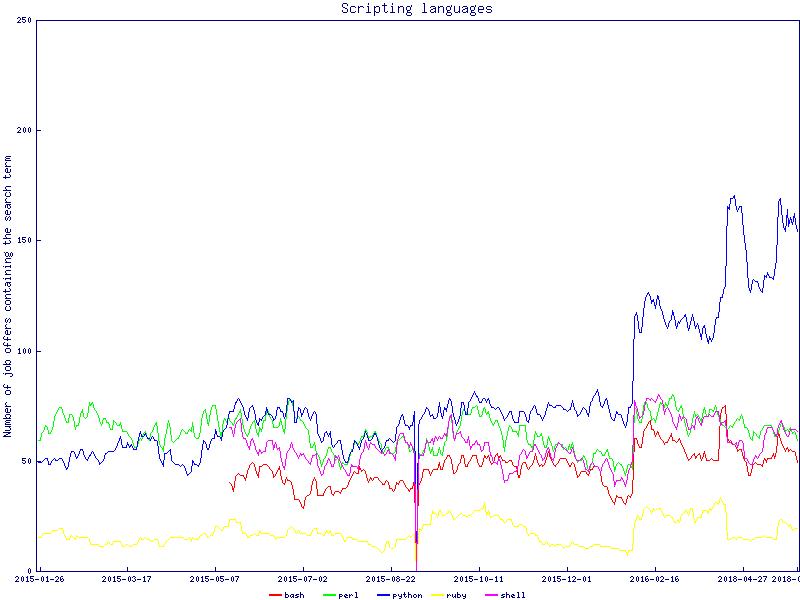 Scripting languages
250
200
150
100
50
0
Number of job offers containing the search term
2015-01-26 2015-03-17 2015-05-07 2015-07-02 2015-08-22 2015-10-11 2015-12-01 2016-02-16 2018-04-27 2018-0
bash perl python ruby shell